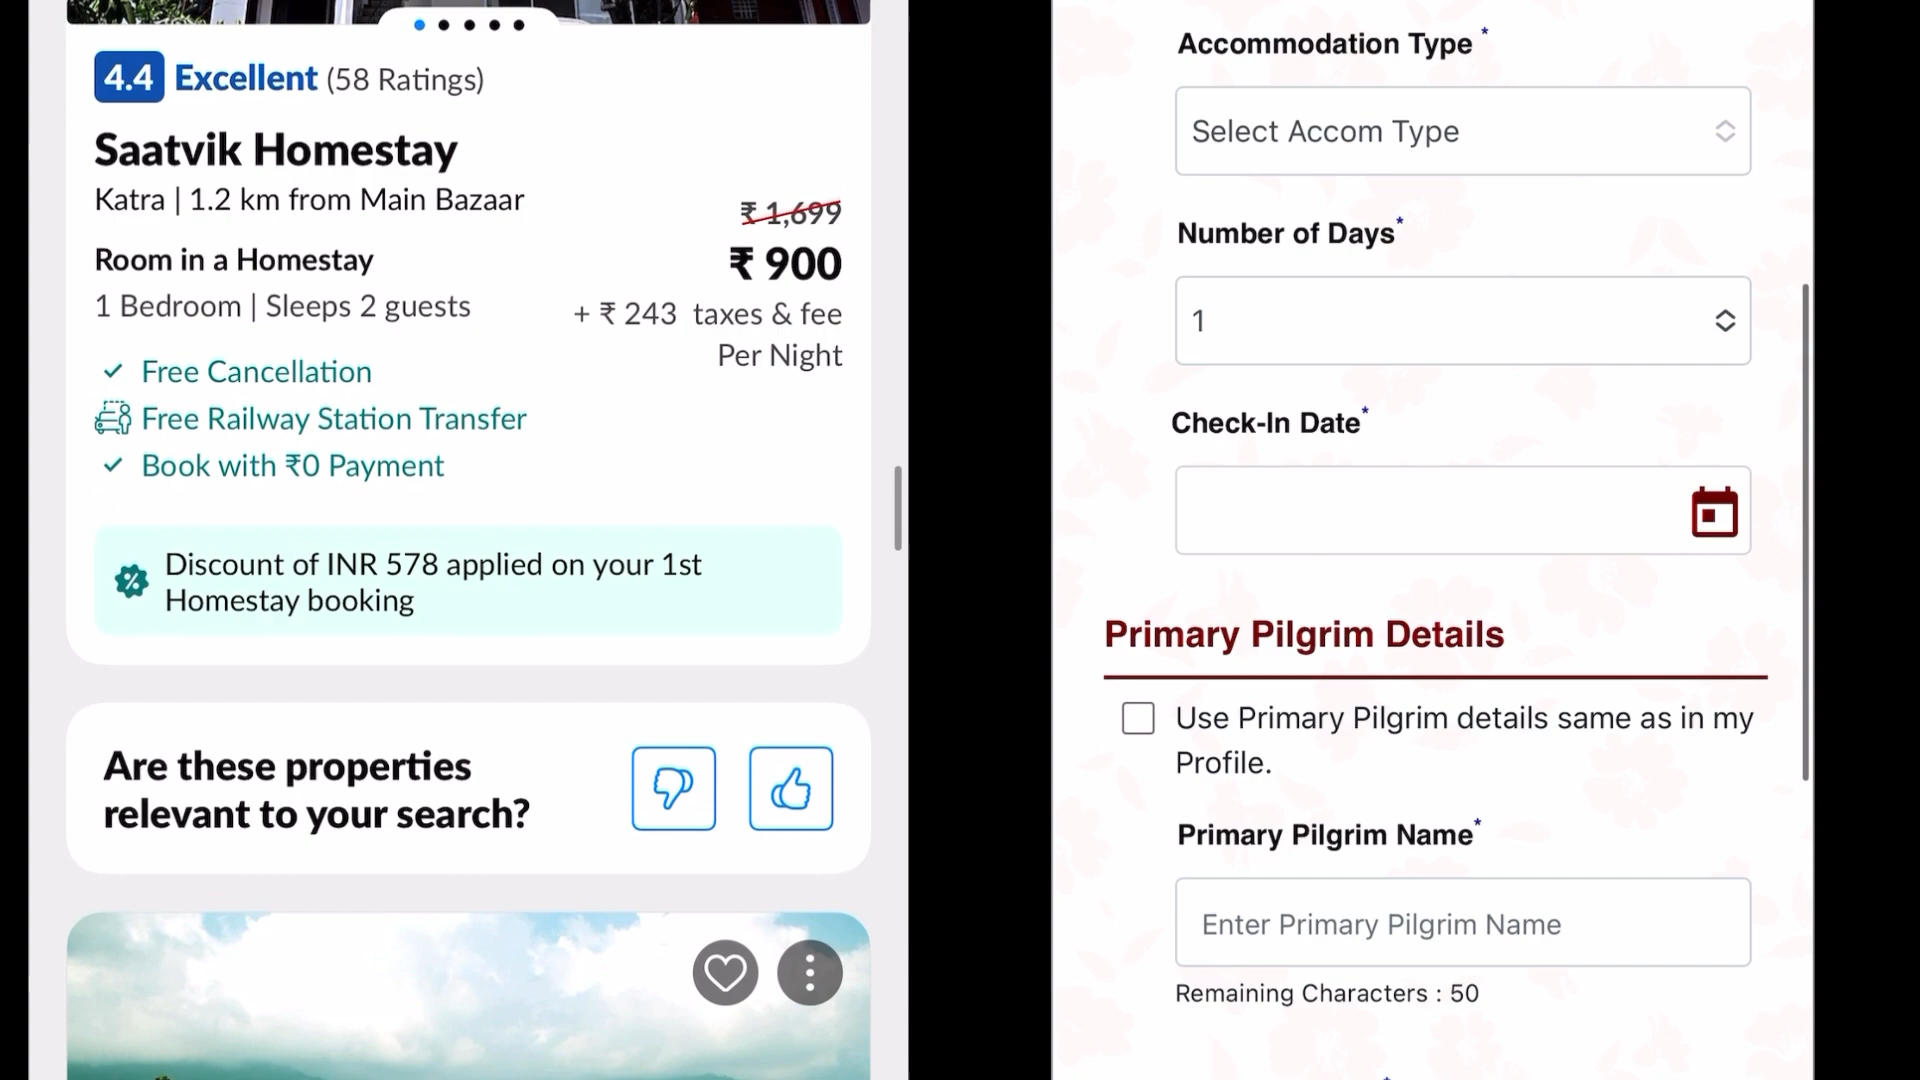 4.4 Excellent (58 Ratings)
Saatvik Homestay
Katra | 1.2 km from Main Bazaar
₹ 1,699
Room in a Homestay
₹ 900
1 Bedroom | Sleeps 2 guests
+ ₹ 243 taxes & fee
Per Night
Free Cancellation
Free Railway Station Transfer
Book with ₹0 Payment
Discount of INR 578 applied on your 1st
Homestay booking
Are these properties
relevant to your search?
Accommodation Type *
Select Accom Type
Number of Days*
1
Check-In Date*
Primary Pilgrim Details
Use Primary Pilgrim details same as in my
Profile.
Primary Pilgrim Name*
Enter Primary Pilgrim Name
Remaining Characters : 50